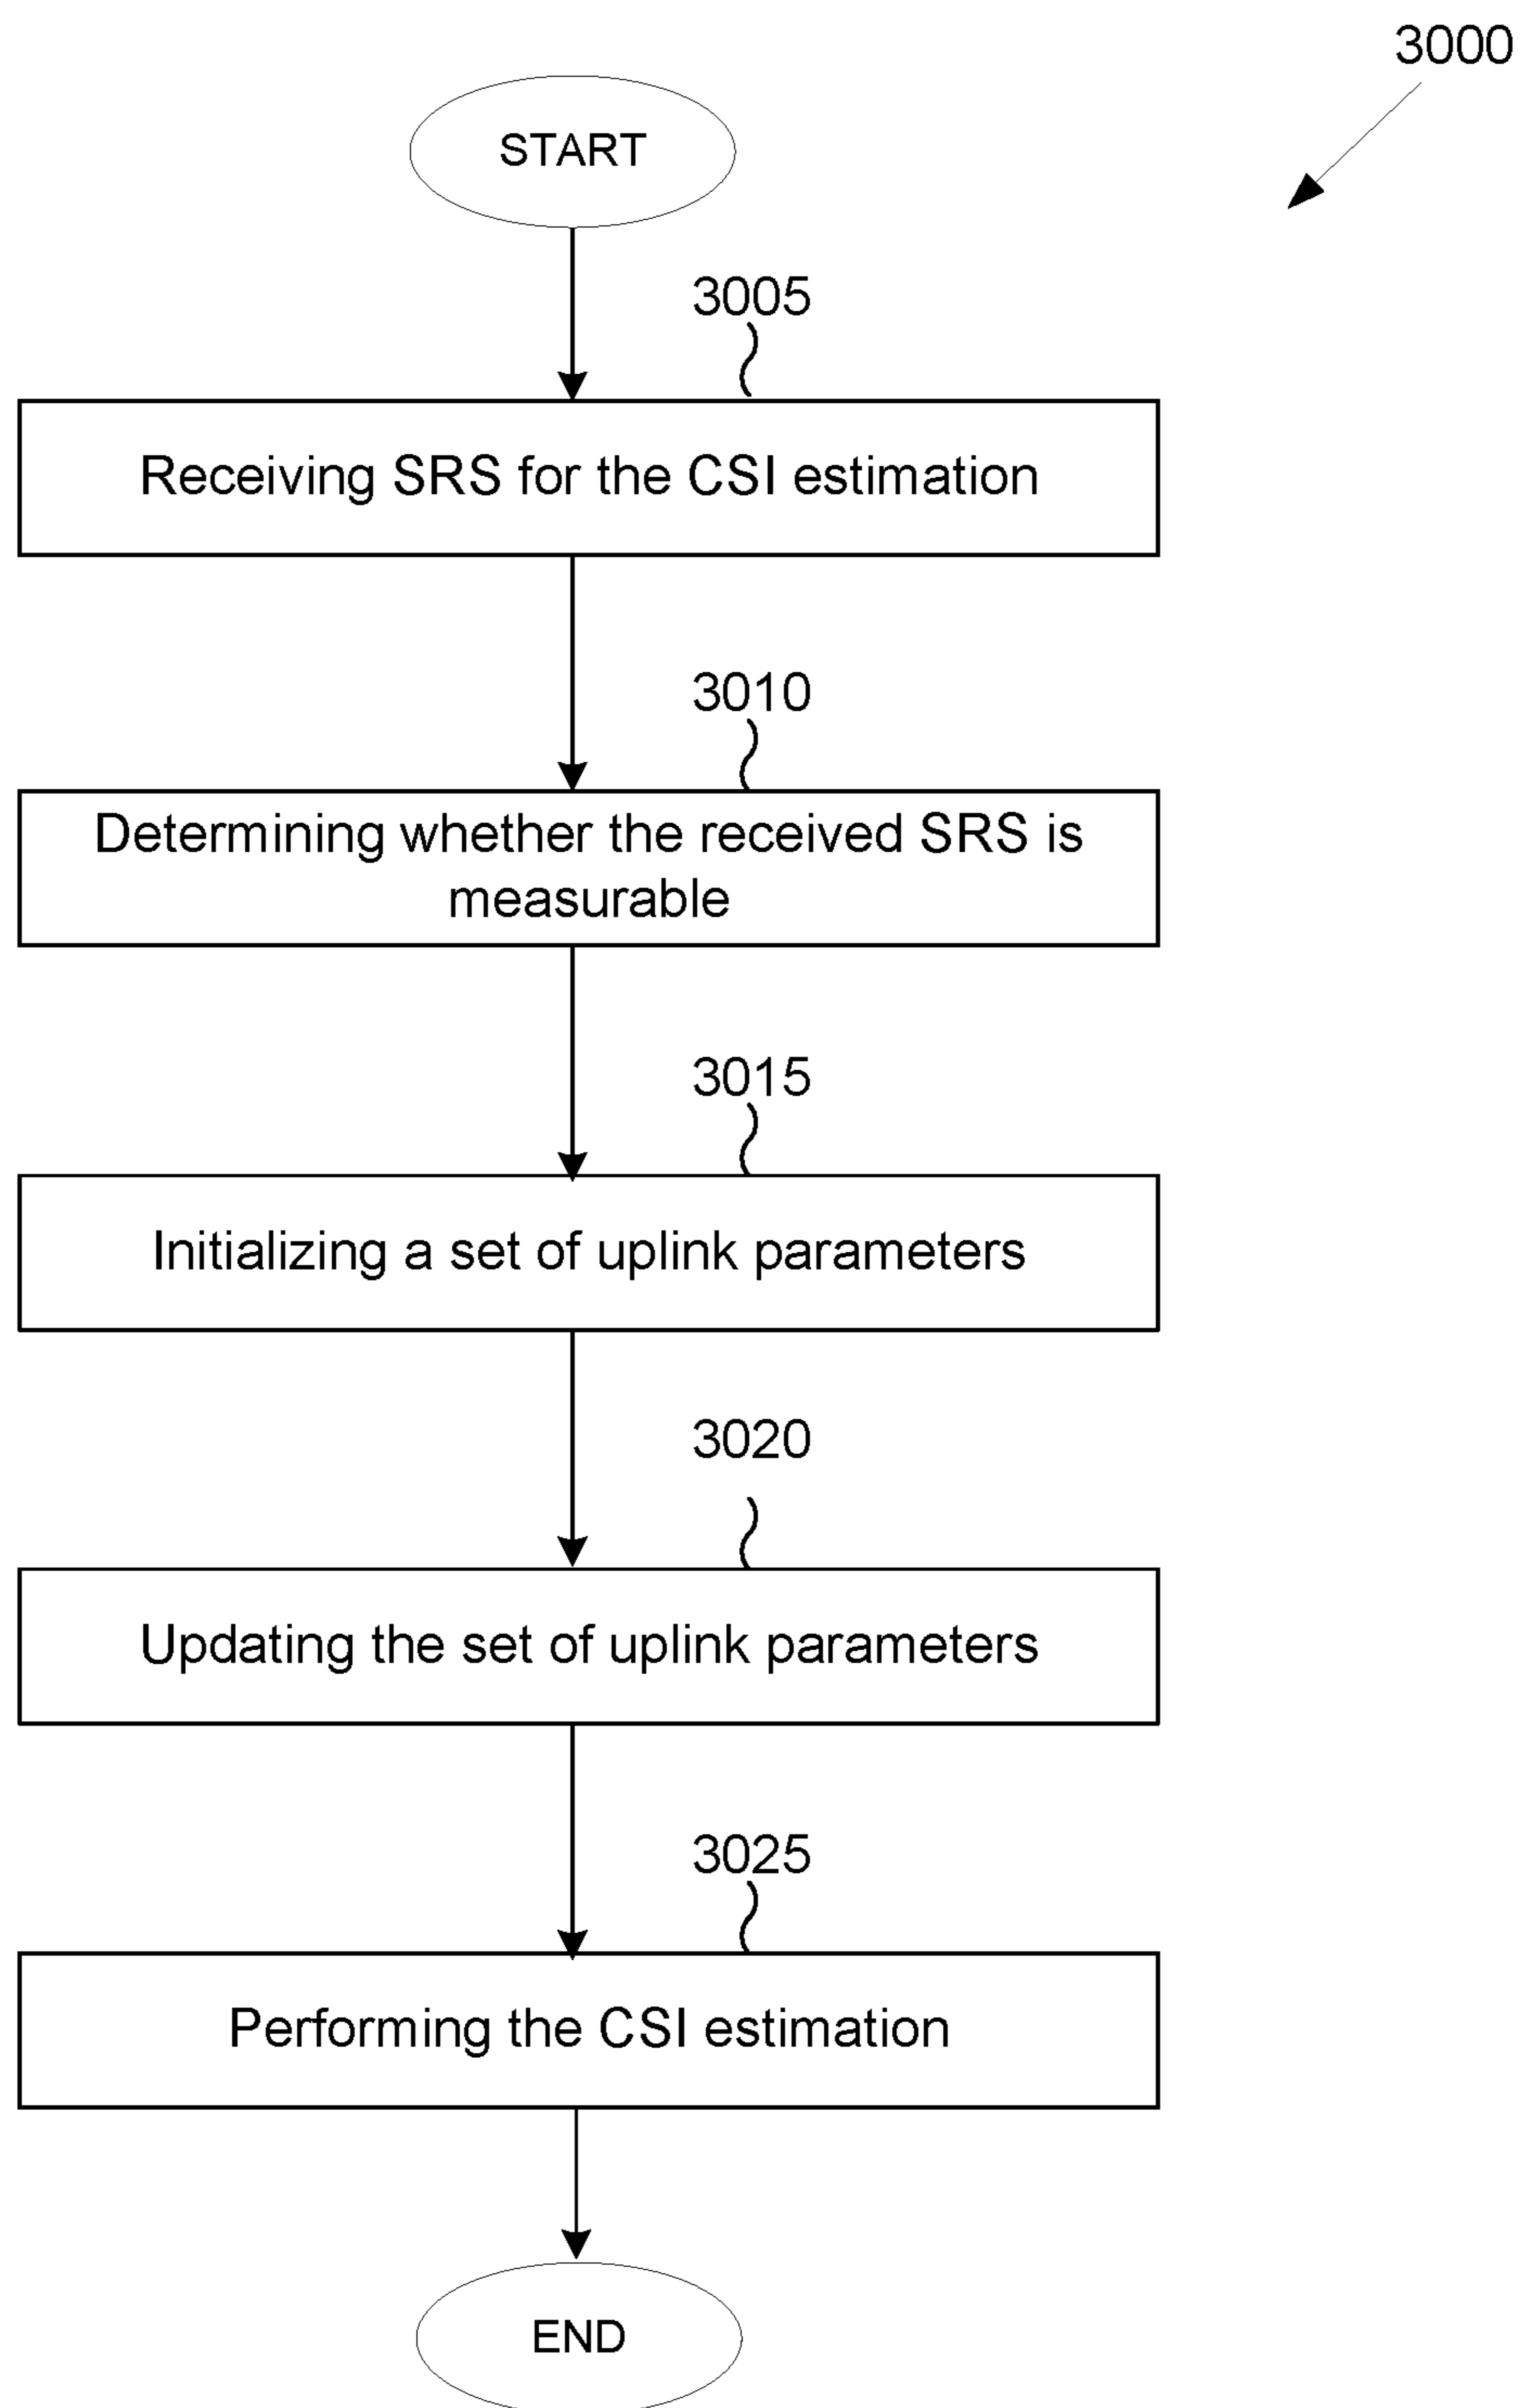 3000
START
3005
Receiving SRS for the CSI estimation
3010
Determining whether the received SRS is
measurable
3015
Initializing a set of uplink parameters
3020
Updating the set of uplink parameters
3025
Performing the CSI estimation
END